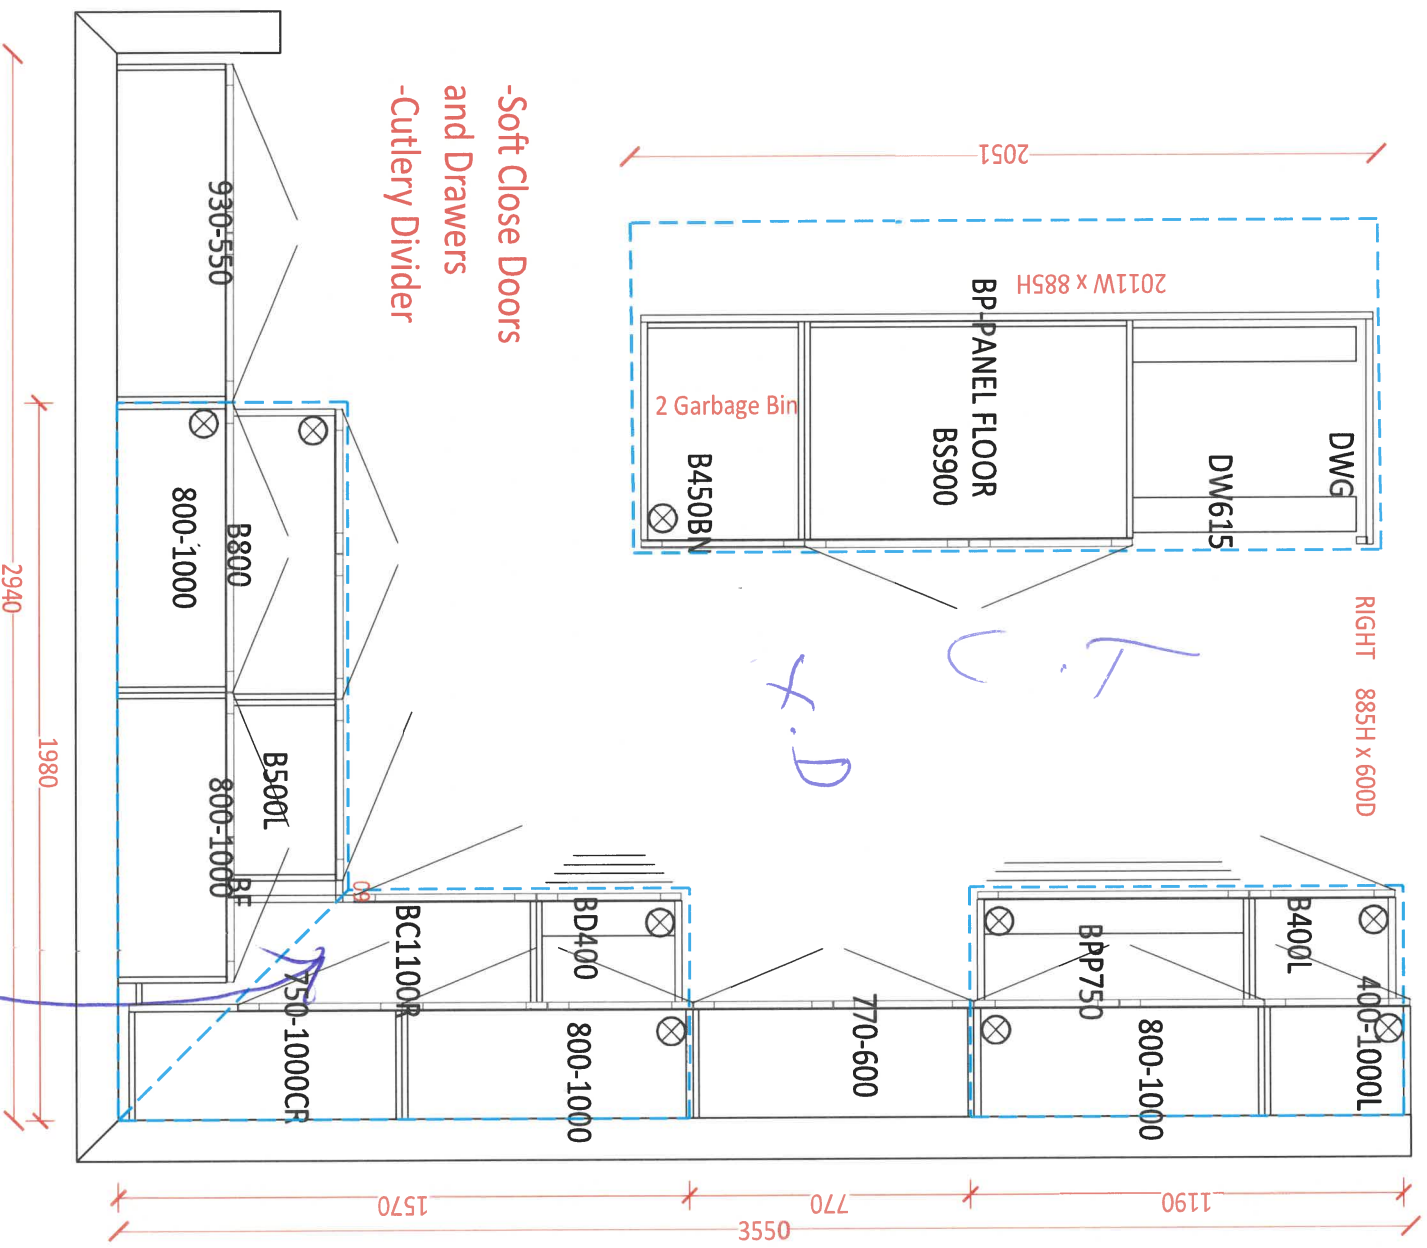 -Soft Close Doors
and Drawers
-Cutlery Divider
2051
2011W x 885H
BP-PANEL FLOOR
BS900
2 Garbage Bin
B450BN
DWG
DW615
RIGHT 885H x 600D
930-550
800-1000
B800
B500L
800-1000
BF
60
2940
1980
BC1100R
BD400
750-1000CR
800-1000
770-600
BPP750
B400L
800-1000
400-1000L
1570
770
1190
3550